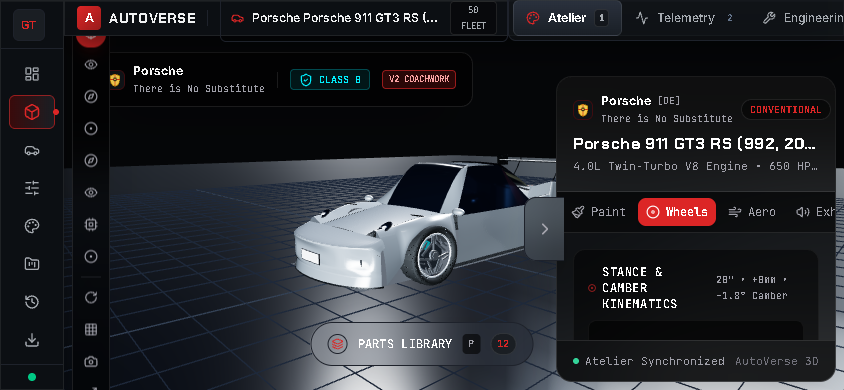 GT
A AUTOVERSE
Porsche Porsche 911 GT3 RS (...
50 FLEET
Atelier 1
Telemetry 2
Engineerin
Porsche
There is No Substitute
CLASS B
V2 COACHWORK
Porsche [DE]
There is No Substitute
CONVENTIONAL
Porsche 911 GT3 RS (992, 20...
4.0L Twin-Turbo V8 Engine • 650 HP...
Paint
Wheels
Aero
Exh
STANCE &
CAMBER
KINEMATICS
20" • +0mm •
-1.8° Camber
PARTS LIBRARY P 12
Atelier Synchronized
AutoVerse 3D